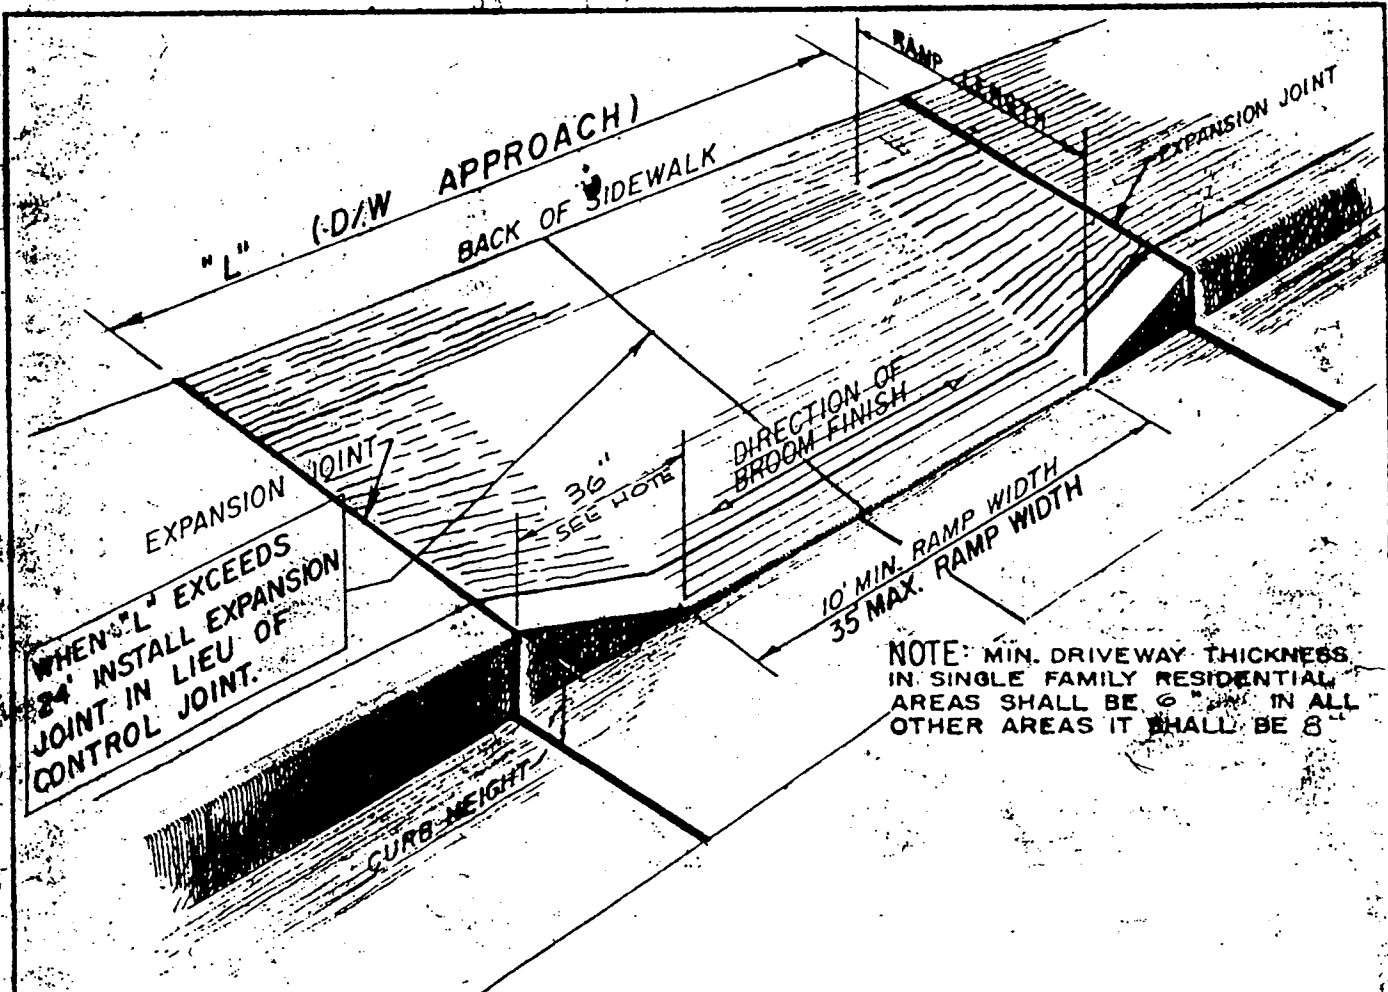 RAMP LENGTH
EXPANSION JOINT
"L" (D/W APPROACH)
BACK OF SIDEWALK
DIRECTION OF
BROOM FINISH
EXPANSION JOINT
36"
SEE NOTE
WHEN "L" EXCEEDS
24' INSTALL EXPANSION
JOINT IN LIEU OF
CONTROL JOINT.
10' MIN. RAMP WIDTH
35 MAX. RAMP WIDTH
NOTE: MIN. DRIVEWAY THICKNESS
IN SINGLE FAMILY RESIDENTIAL
AREAS SHALL BE 6" IN ALL
OTHER AREAS IT SHALL BE 8"
CURB HEIGHT